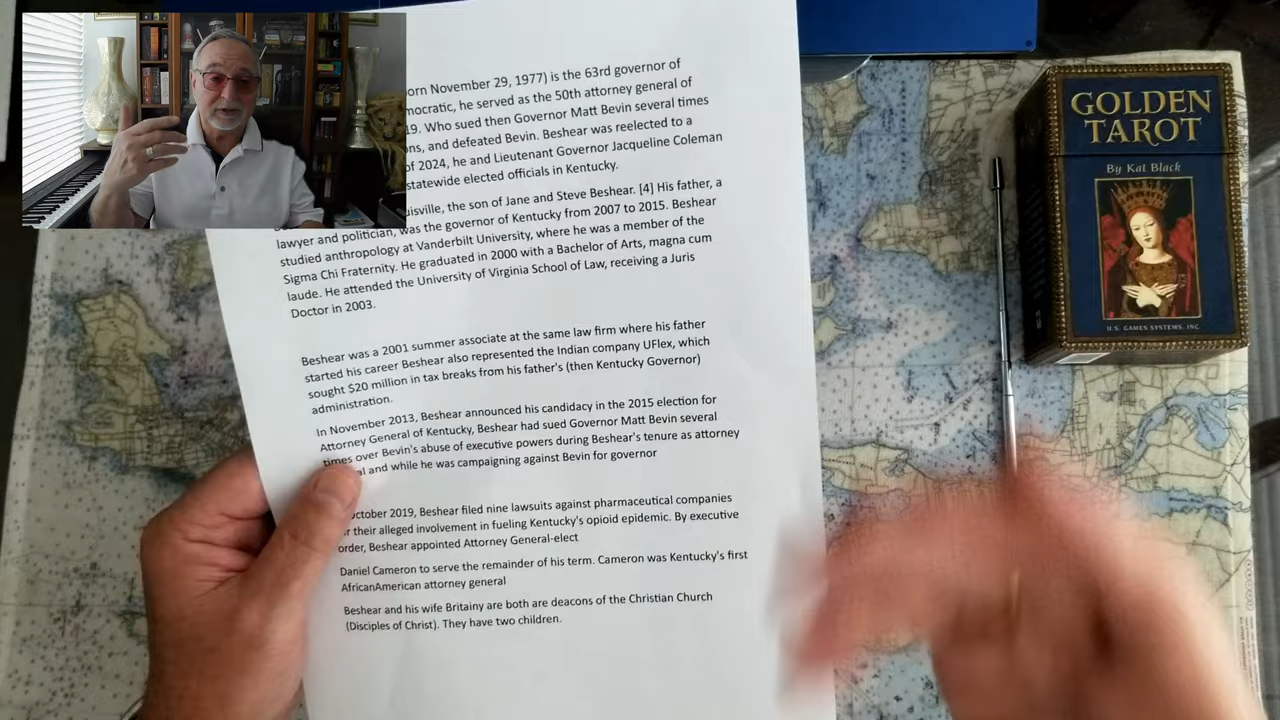 orn November 29, 1977) is the 63rd governor of
mocratic, he served as the 50th attorney general of
19. Who sued then Governor Matt Bevin several times
ns, and defeated Bevin. Beshear was reelected to a
of 2024, he and Lieutenant Governor Jacqueline Coleman
statewide elected officials in Kentucky.
uisville, the son of Jane and Steve Beshear. [4] His father, a
lawyer and politician, was the governor of Kentucky from 2007 to 2015. Beshear
studied anthropology at Vanderbilt University, where he was a member of the
Sigma Chi Fraternity. He graduated in 2000 with a Bachelor of Arts, magna cum
laude. He attended the University of Virginia School of Law, receiving a Juris
Doctor in 2003.
Beshear was a 2001 summer associate at the same law firm where his father
started his career Beshear also represented the Indian company UFlex, which
sought $20 million in tax breaks from his father's (then Kentucky Governor)
administration.
In November 2013, Beshear announced his candidacy in the 2015 election for
Attorney General of Kentucky, Beshear had sued Governor Matt Bevin several
times over Bevin's abuse of executive powers during Beshear's tenure as attorney
al and while he was campaigning against Bevin for governor
October 2019, Beshear filed nine lawsuits against pharmaceutical companies
r their alleged involvement in fueling Kentucky's opioid epidemic. By executive
order, Beshear appointed Attorney General-elect
Daniel Cameron to serve the remainder of his term. Cameron was Kentucky's first
AfricanAmerican attorney general
Beshear and his wife Britainy are both are deacons of the Christian Church
(Disciples of Christ). They have two children.
GOLDEN
TAROT
By Kat Black
U.S. GAMES SYSTEMS, INC.